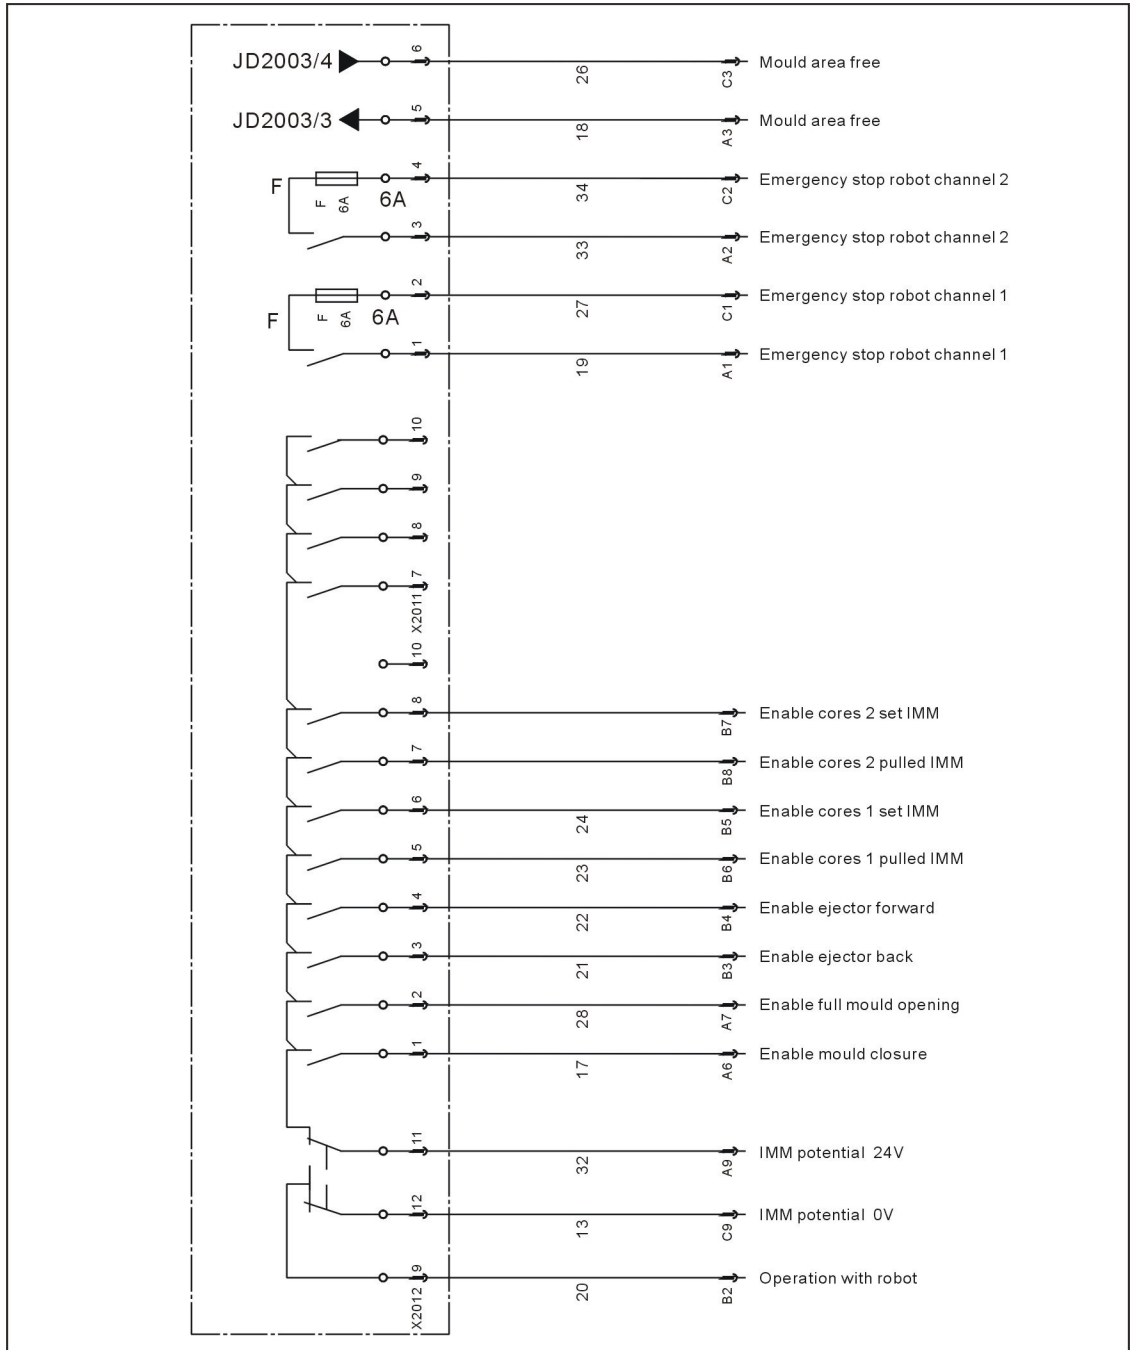 JD2003/4 6 26 C3 Mould area free
JD2003/3 5 18 A3 Mould area free
F F 6A 6A 4 34 C2 Emergency stop robot channel 2
3 33 A2 Emergency stop robot channel 2
F F 6A 6A 2 27 C1 Emergency stop robot channel 1
1 19 A1 Emergency stop robot channel 1
10
9
8
7
X2011
10
8 B7 Enable cores 2 set IMM
7 B8 Enable cores 2 pulled IMM
6 24 B5 Enable cores 1 set IMM
5 23 B6 Enable cores 1 pulled IMM
4 22 B4 Enable ejector forward
3 21 B3 Enable ejector back
2 28 A7 Enable full mould opening
1 17 A6 Enable mould closure
11 32 A9 IMM potential 24V
12 13 C9 IMM potential 0V
9 20 B2 Operation with robot
X2012